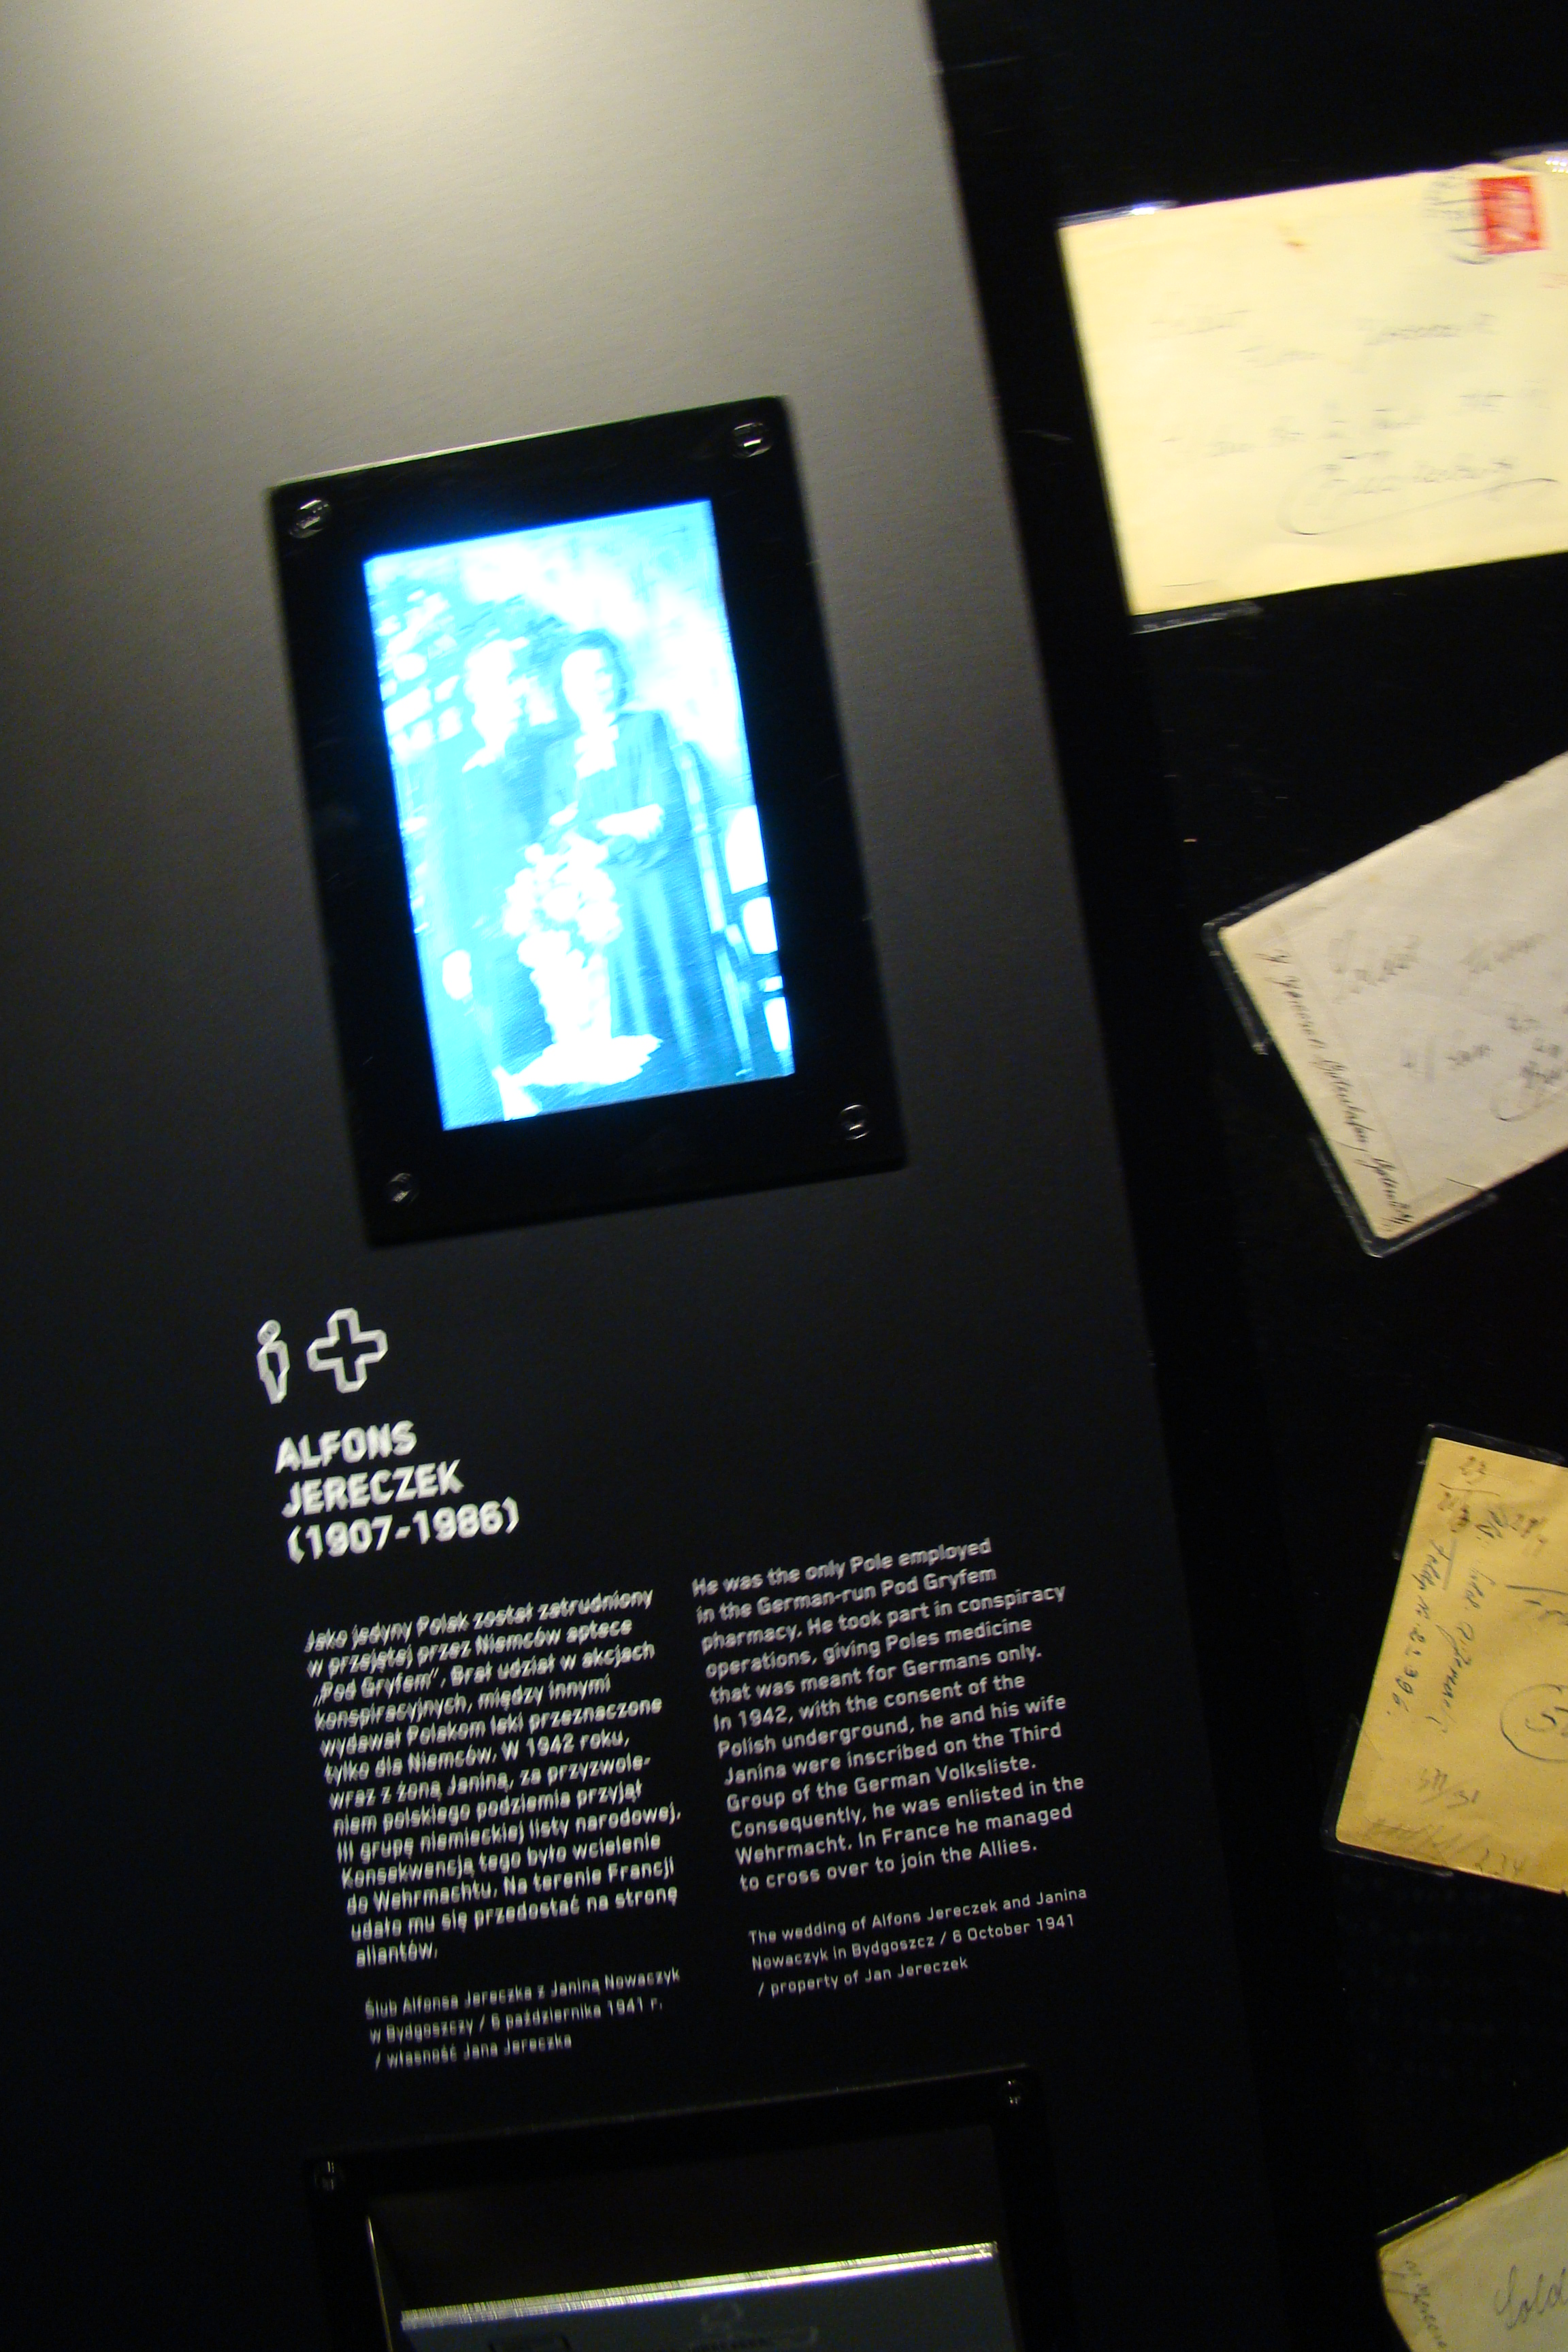 ALFONS
JERECZEK
(1907-1986)
Jako jedyny Polak został zatrudniony
w przejętej przez Niemców aptece
„Pod Gryfem”. Brał udział w akcjach
konspiracyjnych, między innymi
wydawał Polakom leki przeznaczone
tylko dla Niemców. W 1942 roku,
wraz z żoną Janiną, za przyzwole-
niem polskiego podziemia przyjął
III grupę niemieckiej listy narodowej.
Konsekwencją tego było wcielenie
do Wehrmachtu. Na terenie Francji
udało mu się przedostać na stronę
aliantów.
Ślub Alfonsa Jereczka z Janiną Nowaczyk
w Bydgoszczy / 6 października 1941 r.
/ własność Jana Jereczka
He was the only Pole employed
in the German-run Pod Gryfem
pharmacy. He took part in conspiracy
operations, giving Poles medicine
that was meant for Germans only.
In 1942, with the consent of the
Polish underground, he and his wife
Janina were inscribed on the Third
Group of the German Volksliste.
Consequently, he was enlisted in the
Wehrmacht. In France he managed
to cross over to join the Allies.
The wedding of Alfons Jereczek and Janina
Nowaczyk in Bydgoszcz / 6 October 1941
/ property of Jan Jereczek